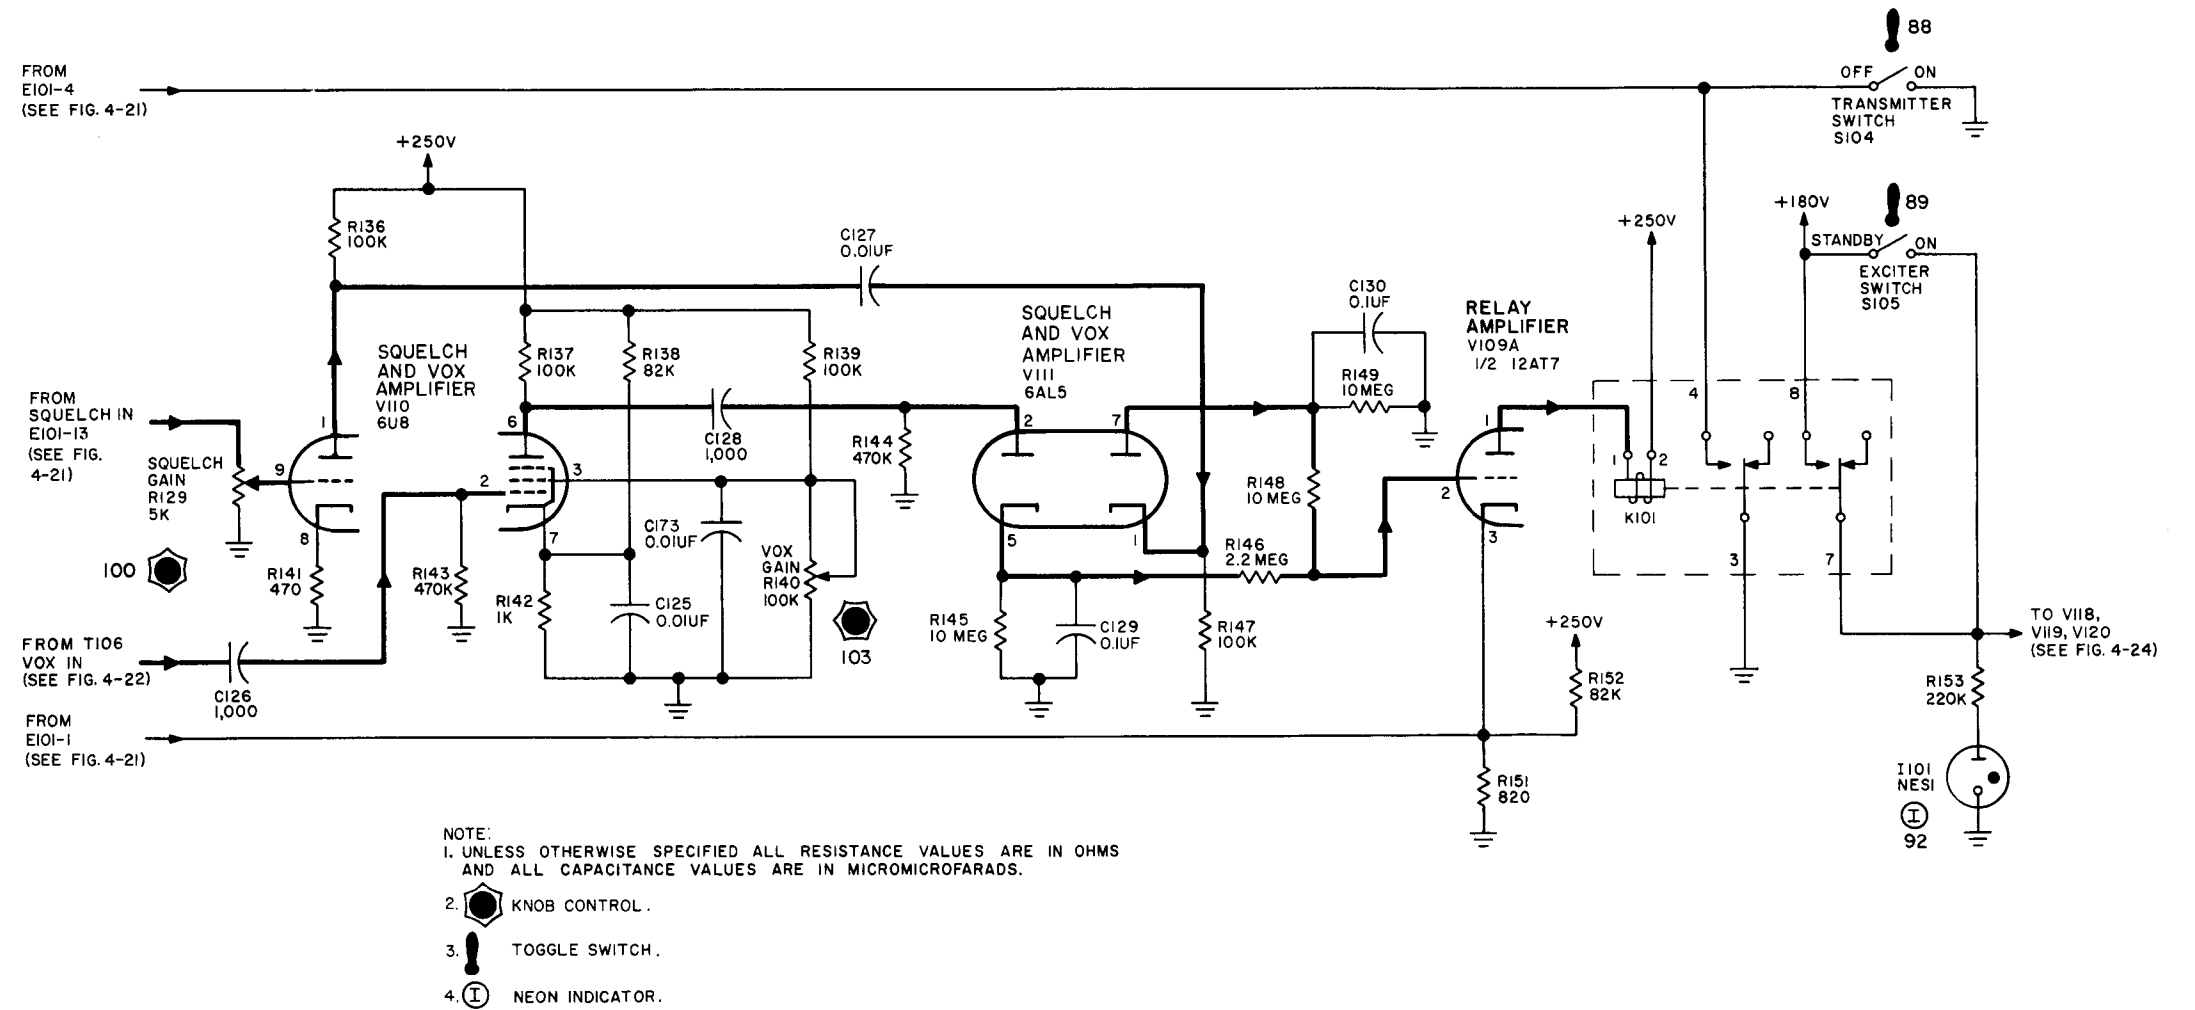 88
OFF ON
TRANSMITTER
SWITCH
S104
FROM
E101-4
(SEE FIG. 4-21)
+250V
R136
100K
C127
0.01UF
+250V
+180V
89
STANDBY ON
EXCITER
SWITCH
S105
C130
0.1UF
RELAY
AMPLIFIER
V109A
1/2 12AT7
SQUELCH
AND VOX
AMPLIFIER
V111
6AL5
SQUELCH
AND VOX
AMPLIFIER
V110
6U8
R137
100K
R138
82K
R139
100K
R149
10MEG
FROM
SQUELCH IN
E101-13
(SEE FIG.
4-21)
1
6
C128
1,000
R144
470K
2
7
1
4
8
SQUELCH
GAIN
R129
5K
9
2
3
R148
10 MEG
2
1
2
K101
8
7
C173
0.01UF
5
1
3
3
7
100
R141
470
R143
470K
R142
1K
C125
0.01UF
VOX
GAIN
R140
100K
103
R146
2.2 MEG
R145
10 MEG
C129
0.1UF
R147
100K
+250V
R152
82K
TO V118,
V119, V120
(SEE FIG. 4-24)
FROM T106
VOX IN
(SEE FIG. 4-22)
C126
1,000
R153
220K
FROM
E101-1
(SEE FIG. 4-21)
R151
820
I101
NE51
I
92
NOTE:
1. UNLESS OTHERWISE SPECIFIED ALL RESISTANCE VALUES ARE IN OHMS
AND ALL CAPACITANCE VALUES ARE IN MICROMICROFARADS.
2. KNOB CONTROL.
3. TOGGLE SWITCH.
4. I NEON INDICATOR.